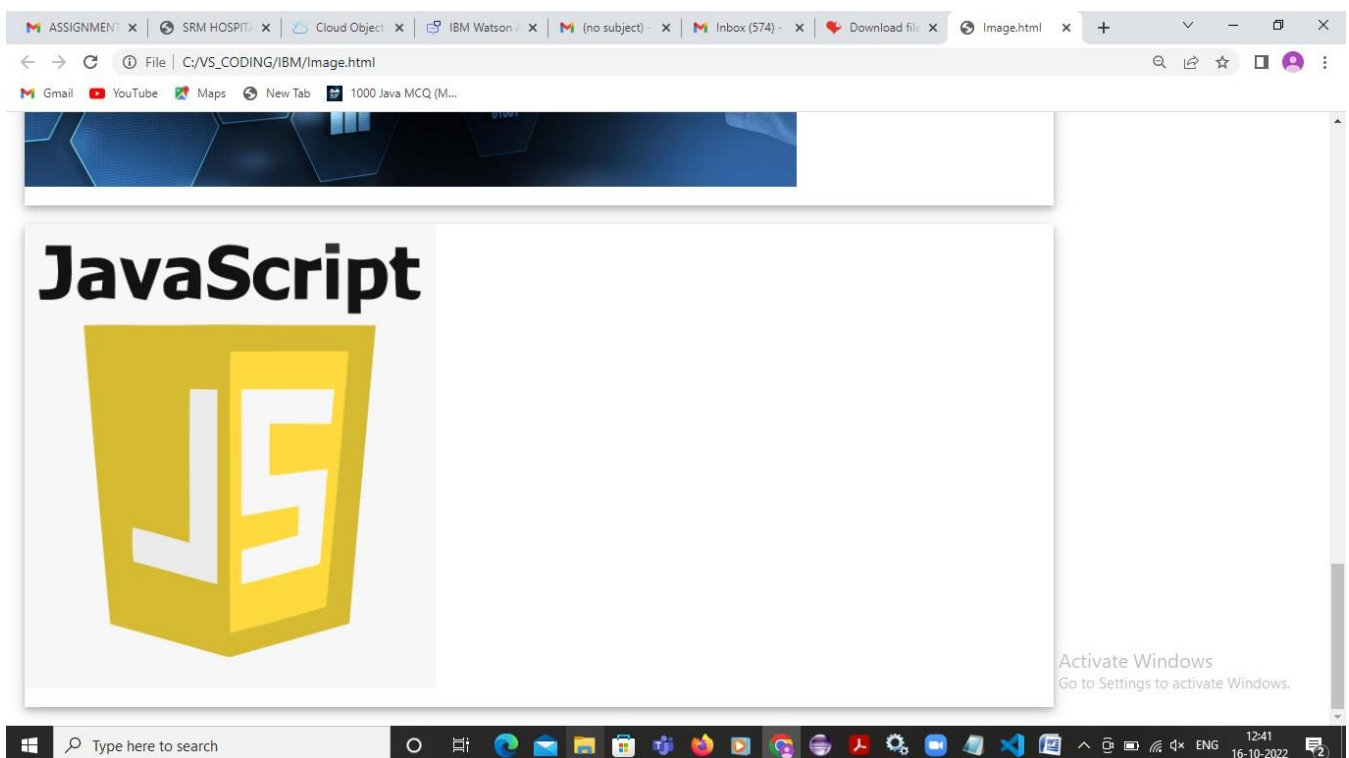 ASSIGNMENT SRM HOSPITA Cloud Object IBM Watson A (no subject) - Inbox (574) - Download file Image.html
File C:/VS_CODING/IBM/Image.html
Gmail YouTube Maps New Tab 1000 Java MCQ (M...
JavaScript
JS
Activate Windows
Go to Settings to activate Windows.
Type here to search ENG 12:41
16-10-2022